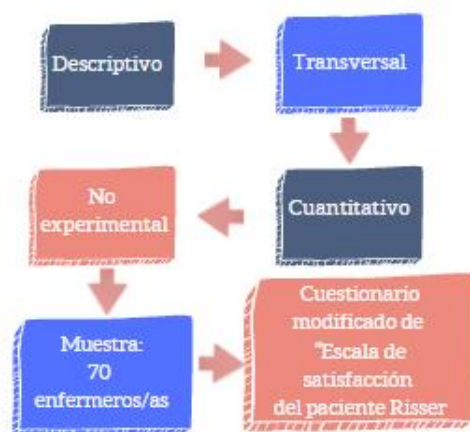 Descriptivo
Transversal
Cuantitativo
No
experimental
Muestra:
70
enfermeros/as
Cuestionario
modificado de
"Escala de
satisfacción
del paciente Risser